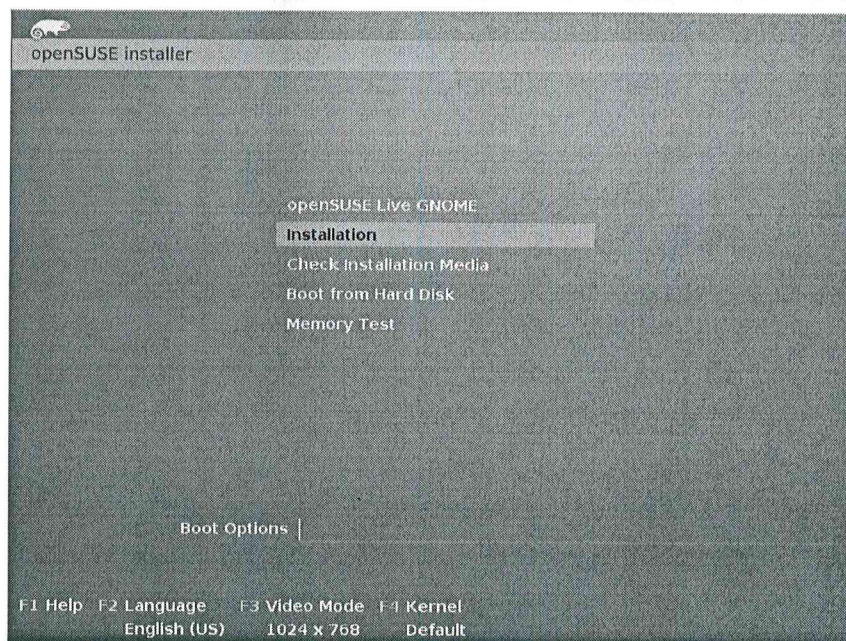 openSUSE installer
openSUSE Live GNOME
Installation
Check Installation Media
Boot from Hard Disk
Memory Test
Boot Options
F1 Help F2 Language F3 Video Mode F4 Kernel
English (US) 1024 x 768 Default